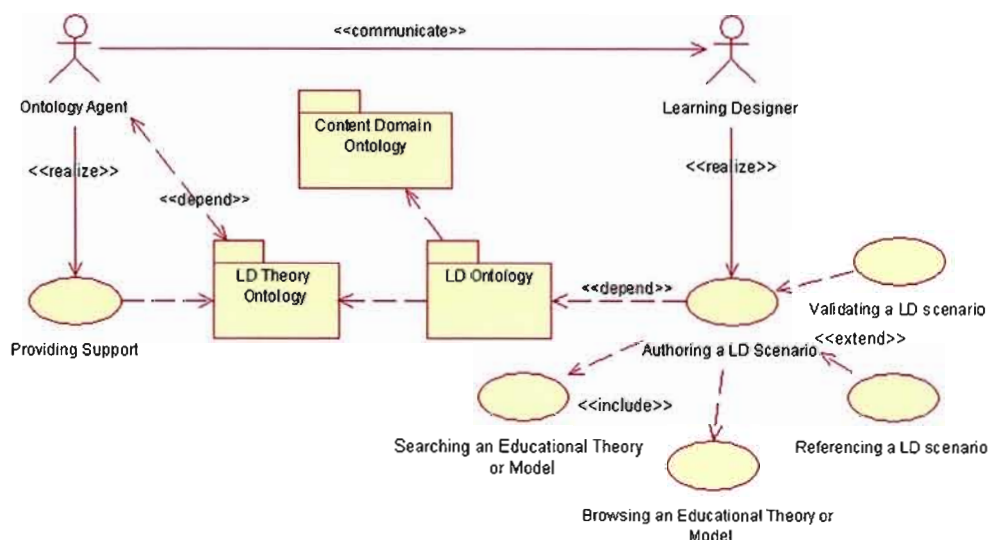 <<communicate>>
Ontology Agent
Learning Designer
Content Domain
Ontology
<<realize>>
<<depend>>
<<realize>>
LD Theory
Ontology
LD Ontology
<<depend>>
Validating a LD scenario
Providing Support
Authoring a LD Scenario
<<extend>>
<<include>>
Searching an Educational Theory
or Model
Referencing a LD scenario
Browsing an Educational Theory or
Model